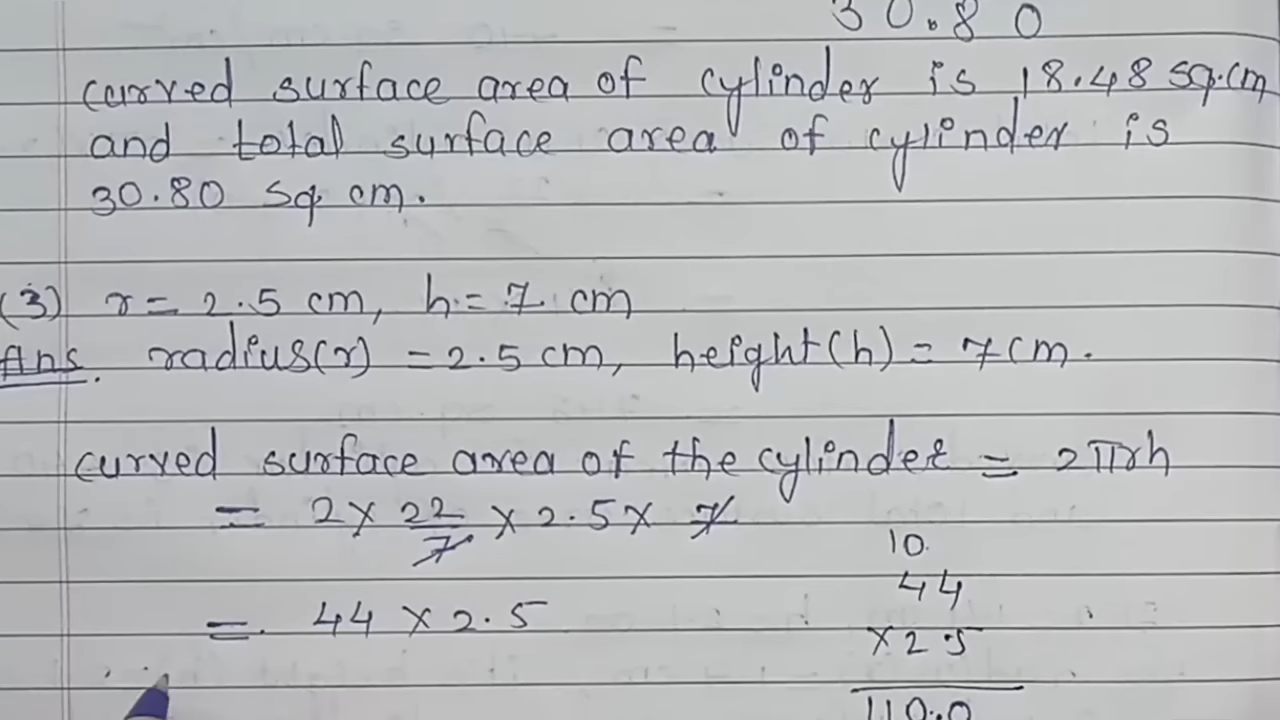 30.80
curved surface area of cylinder is 18.48 sq.cm
and total surface area of cylinder is
30.80 sq cm.
(3) r = 2.5 cm, h = 7 cm
Ans. radius(r) = 2.5 cm, height(h) = 7cm.
curved surface area of the cylinder = 2πrh
= 2 × 22/7 × 2.5 × 7
10
= 44 × 2.5
44
×2.5
110.0